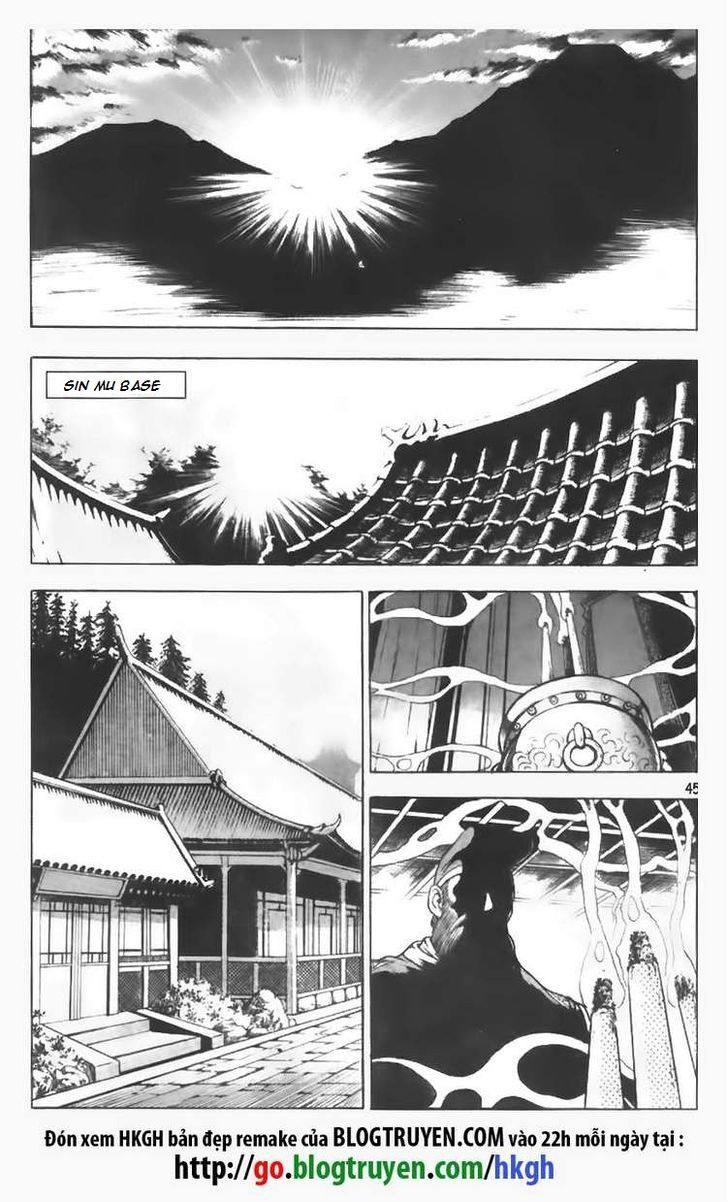 SIN MU BASE
45
Đón xem HKGH bản đẹp remake của BLOGTRUYEN.COM vào 22h mỗi ngày tại :
http://go.blogtruyen.com/hkgh